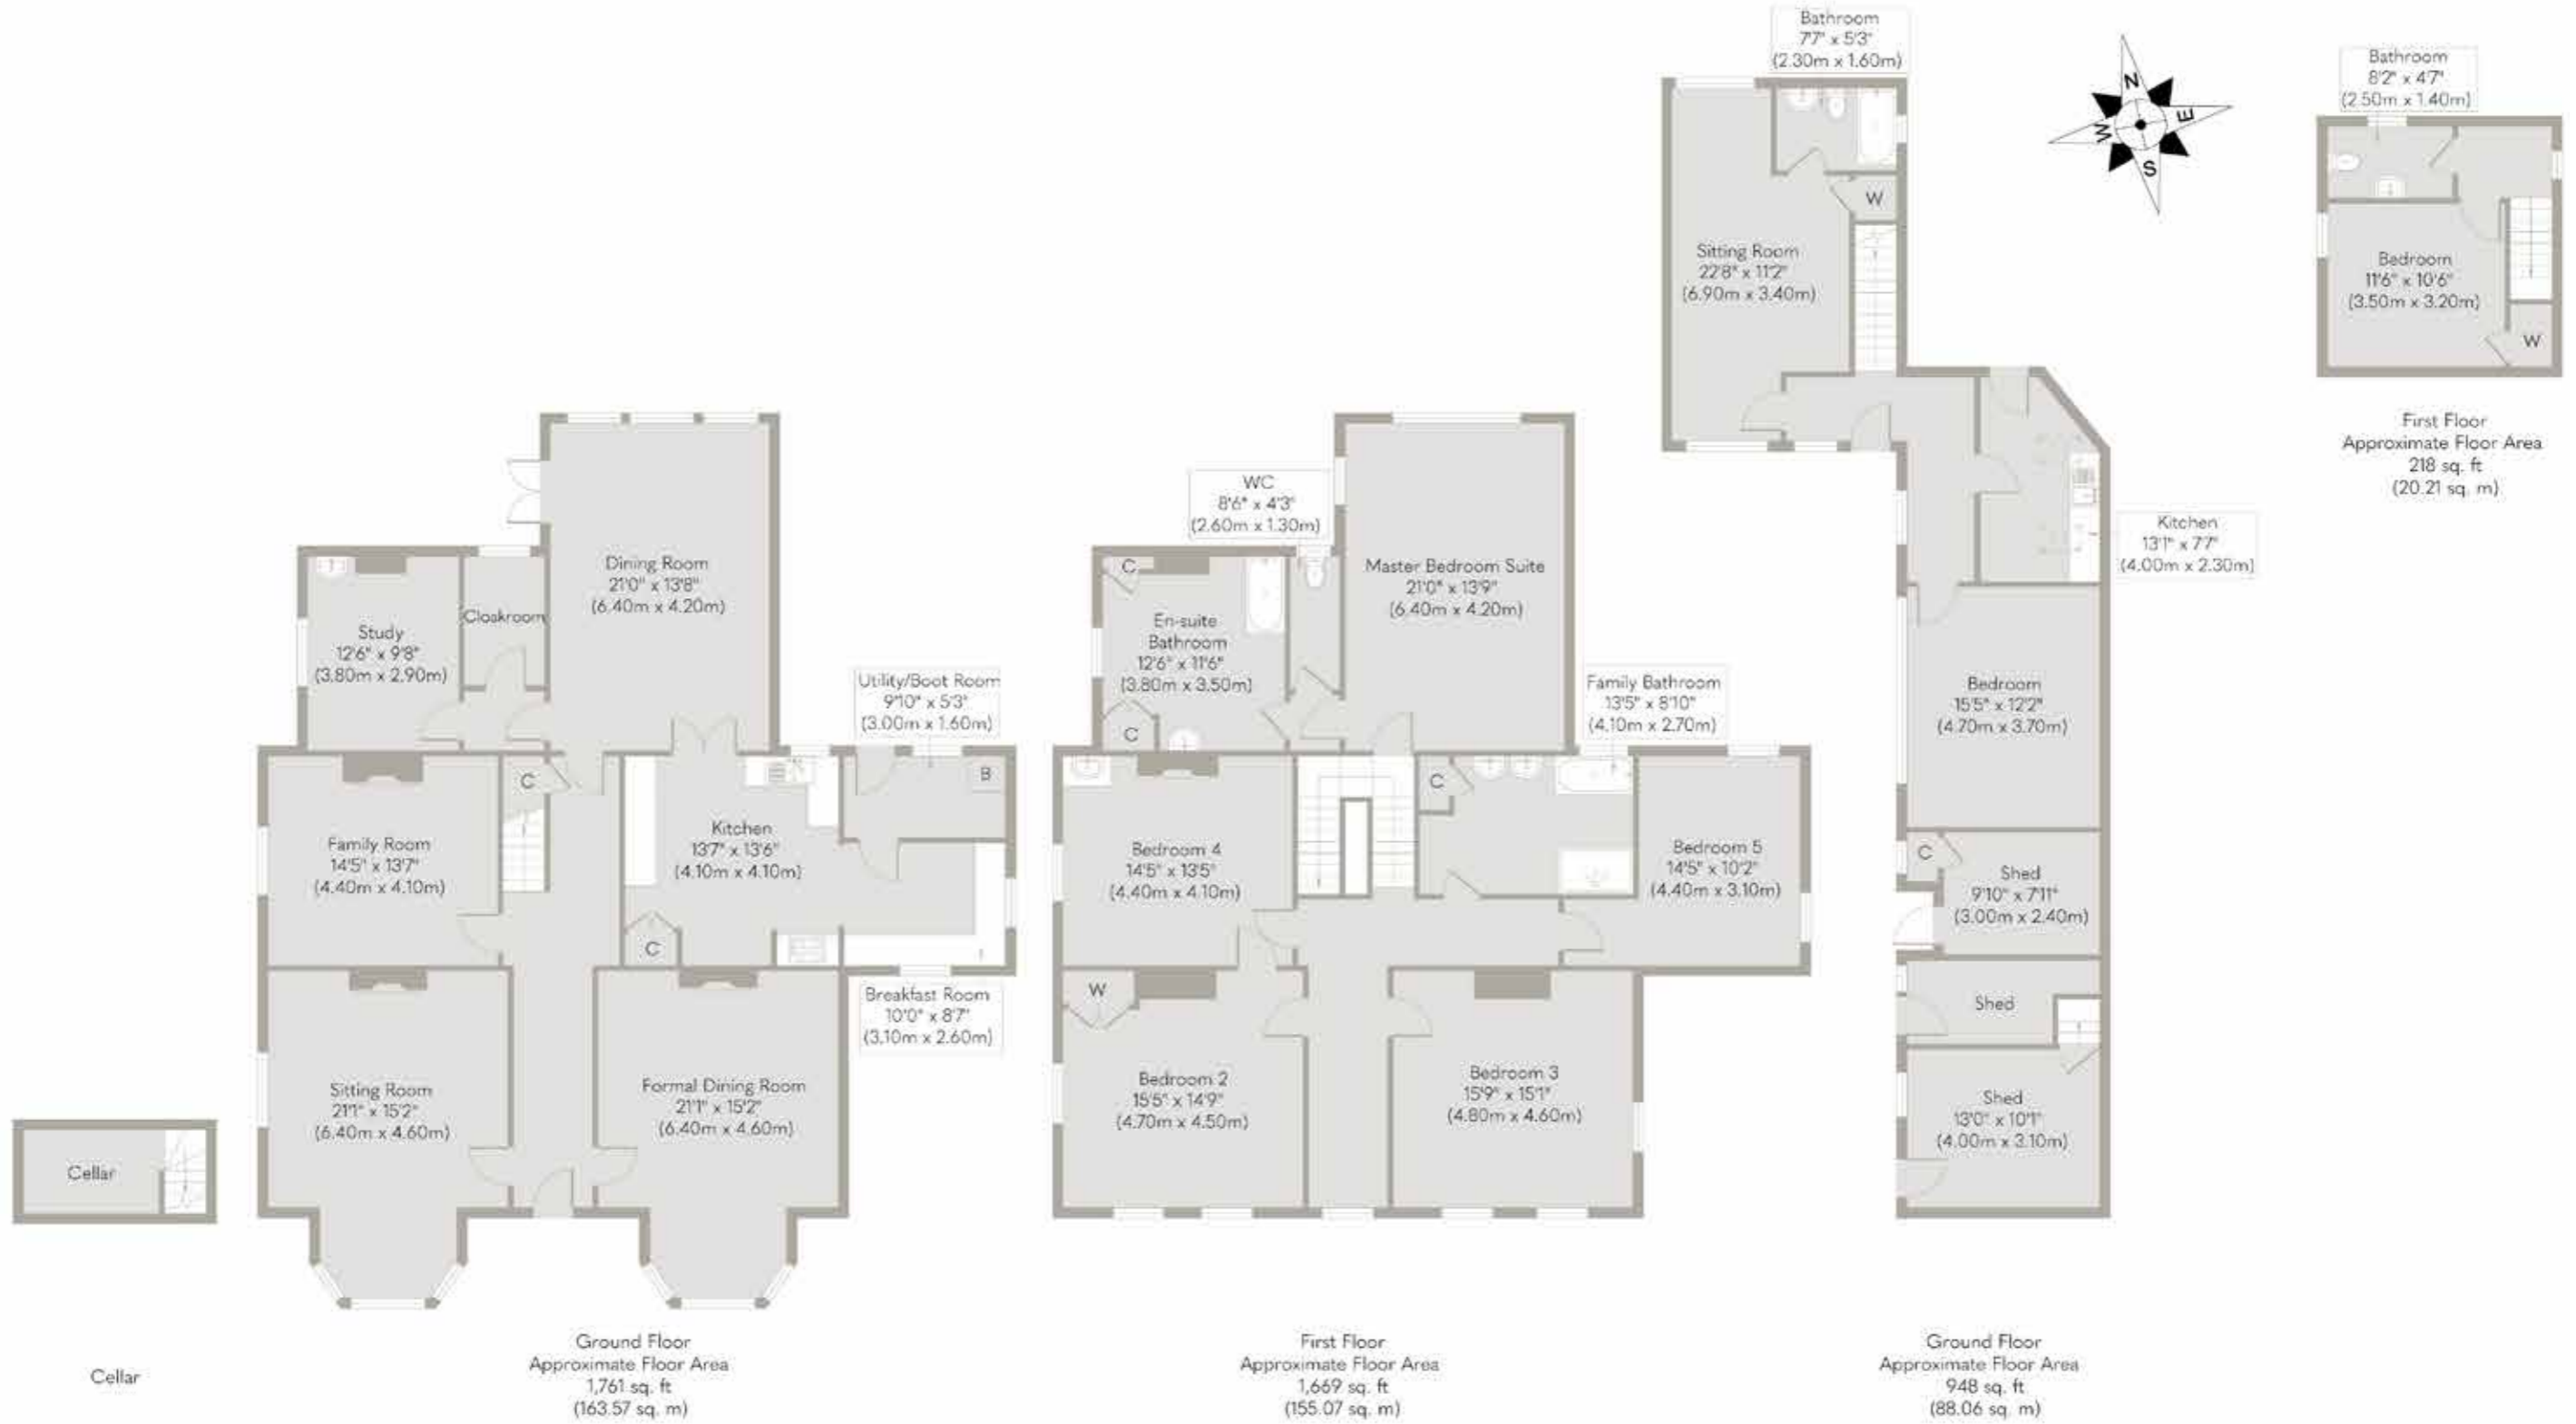 Bathroom
7'7" x 5'3"
(2.30m x 1.60m)
N
E
S
W
Bathroom
8'2" x 4'7"
(2.50m x 1.40m)
Bedroom
11'6" x 10'6"
(3.50m x 3.20m)
W
First Floor
Approximate Floor Area
218 sq. ft
(20.21 sq. m)
W
Sitting Room
22'8" x 11'2"
(6.90m x 3.40m)
Kitchen
13'1" x 7'7"
(4.00m x 2.30m)
Bedroom
15'5" x 12'2"
(4.70m x 3.70m)
C
Shed
9'10" x 7'11"
(3.00m x 2.40m)
Shed
Shed
13'0" x 10'1"
(4.00m x 3.10m)
Ground Floor
Approximate Floor Area
948 sq. ft
(88.06 sq. m)
WC
8'6" x 4'3"
(2.60m x 1.30m)
Master Bedroom Suite
21'0" x 13'9"
(6.40m x 4.20m)
C
En-suite
Bathroom
12'6" x 11'6"
(3.80m x 3.50m)
C
Family Bathroom
13'5" x 8'10"
(4.10m x 2.70m)
C
Bedroom 4
14'5" x 13'5"
(4.40m x 4.10m)
Bedroom 5
14'5" x 10'2"
(4.40m x 3.10m)
W
Bedroom 2
15'5" x 14'9"
(4.70m x 4.50m)
Bedroom 3
15'9" x 15'1"
(4.80m x 4.60m)
First Floor
Approximate Floor Area
1,669 sq. ft
(155.07 sq. m)
Dining Room
21'0" x 13'8"
(6.40m x 4.20m)
Cloakroom
Study
12'6" x 9'8"
(3.80m x 2.90m)
Utility/Boot Room
9'10" x 5'3"
(3.00m x 1.60m)
B
C
Kitchen
13'7" x 13'6"
(4.10m x 4.10m)
Family Room
14'5" x 13'7"
(4.40m x 4.10m)
C
Breakfast Room
10'0" x 8'7"
(3.10m x 2.60m)
Sitting Room
21'1" x 15'2"
(6.40m x 4.60m)
Formal Dining Room
21'1" x 15'2"
(6.40m x 4.60m)
Ground Floor
Approximate Floor Area
1,761 sq. ft
(163.57 sq. m)
Cellar
Cellar